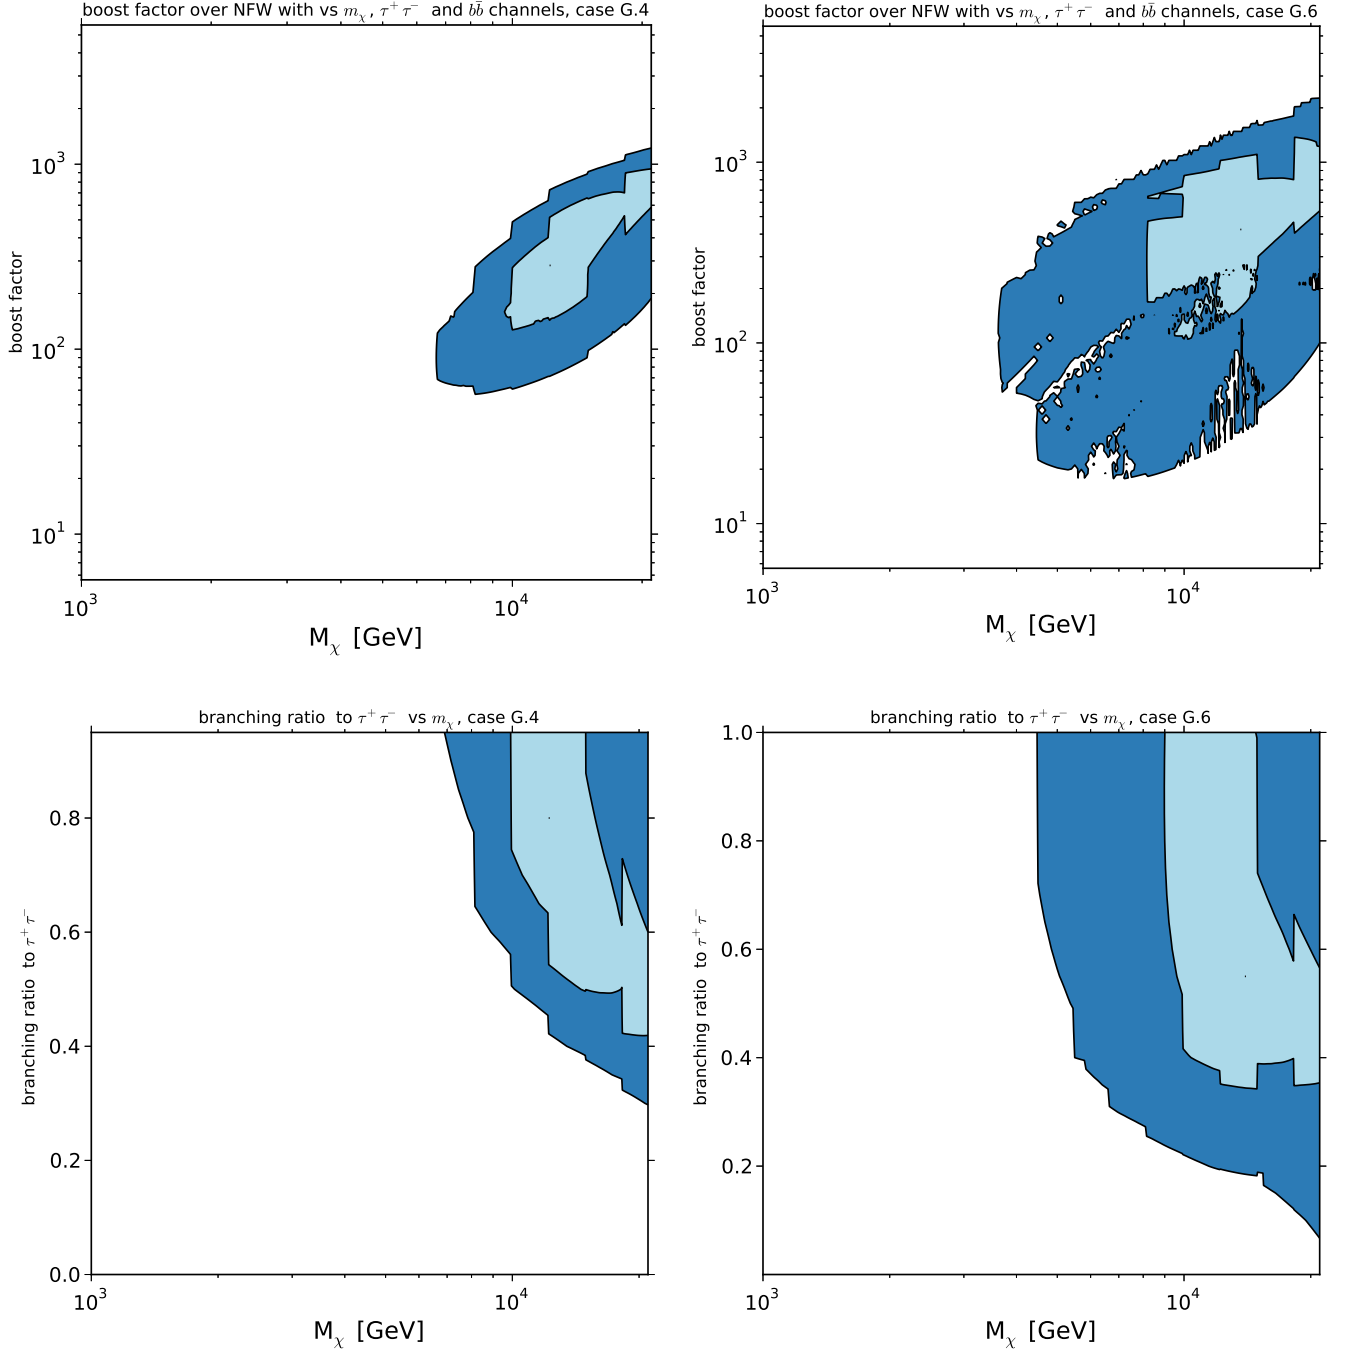 boost factor over NFW with vs m_χ, τ⁺τ⁻ and bb̄ channels, case G.4
boost factor
10³
10²
10¹
10³
10⁴
M_χ [GeV]
boost factor over NFW with vs m_χ, τ⁺τ⁻ and bb̄ channels, case G.6
boost factor
10³
10²
10¹
10³
10⁴
M_χ [GeV]
branching ratio to τ⁺τ⁻ vs m_χ, case G.4
branching ratio to τ⁺τ⁻
0.8
0.6
0.4
0.2
0.0
10³
10⁴
M_χ [GeV]
branching ratio to τ⁺τ⁻ vs m_χ, case G.6
branching ratio to τ⁺τ⁻
1.0
0.8
0.6
0.4
0.2
10³
10⁴
M_χ [GeV]